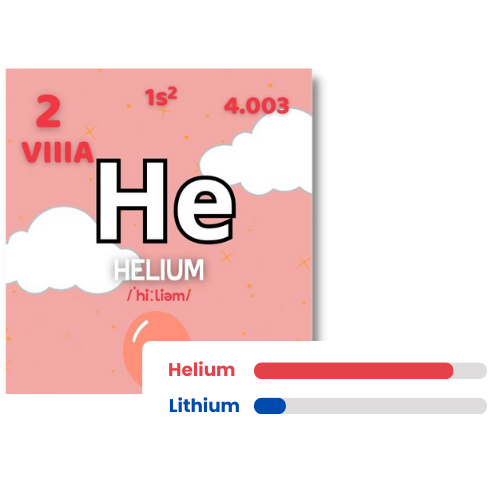 2
1s²
4.003
VIIIA
He
HELIUM
/ˈhiːliəm/
Helium
Lithium